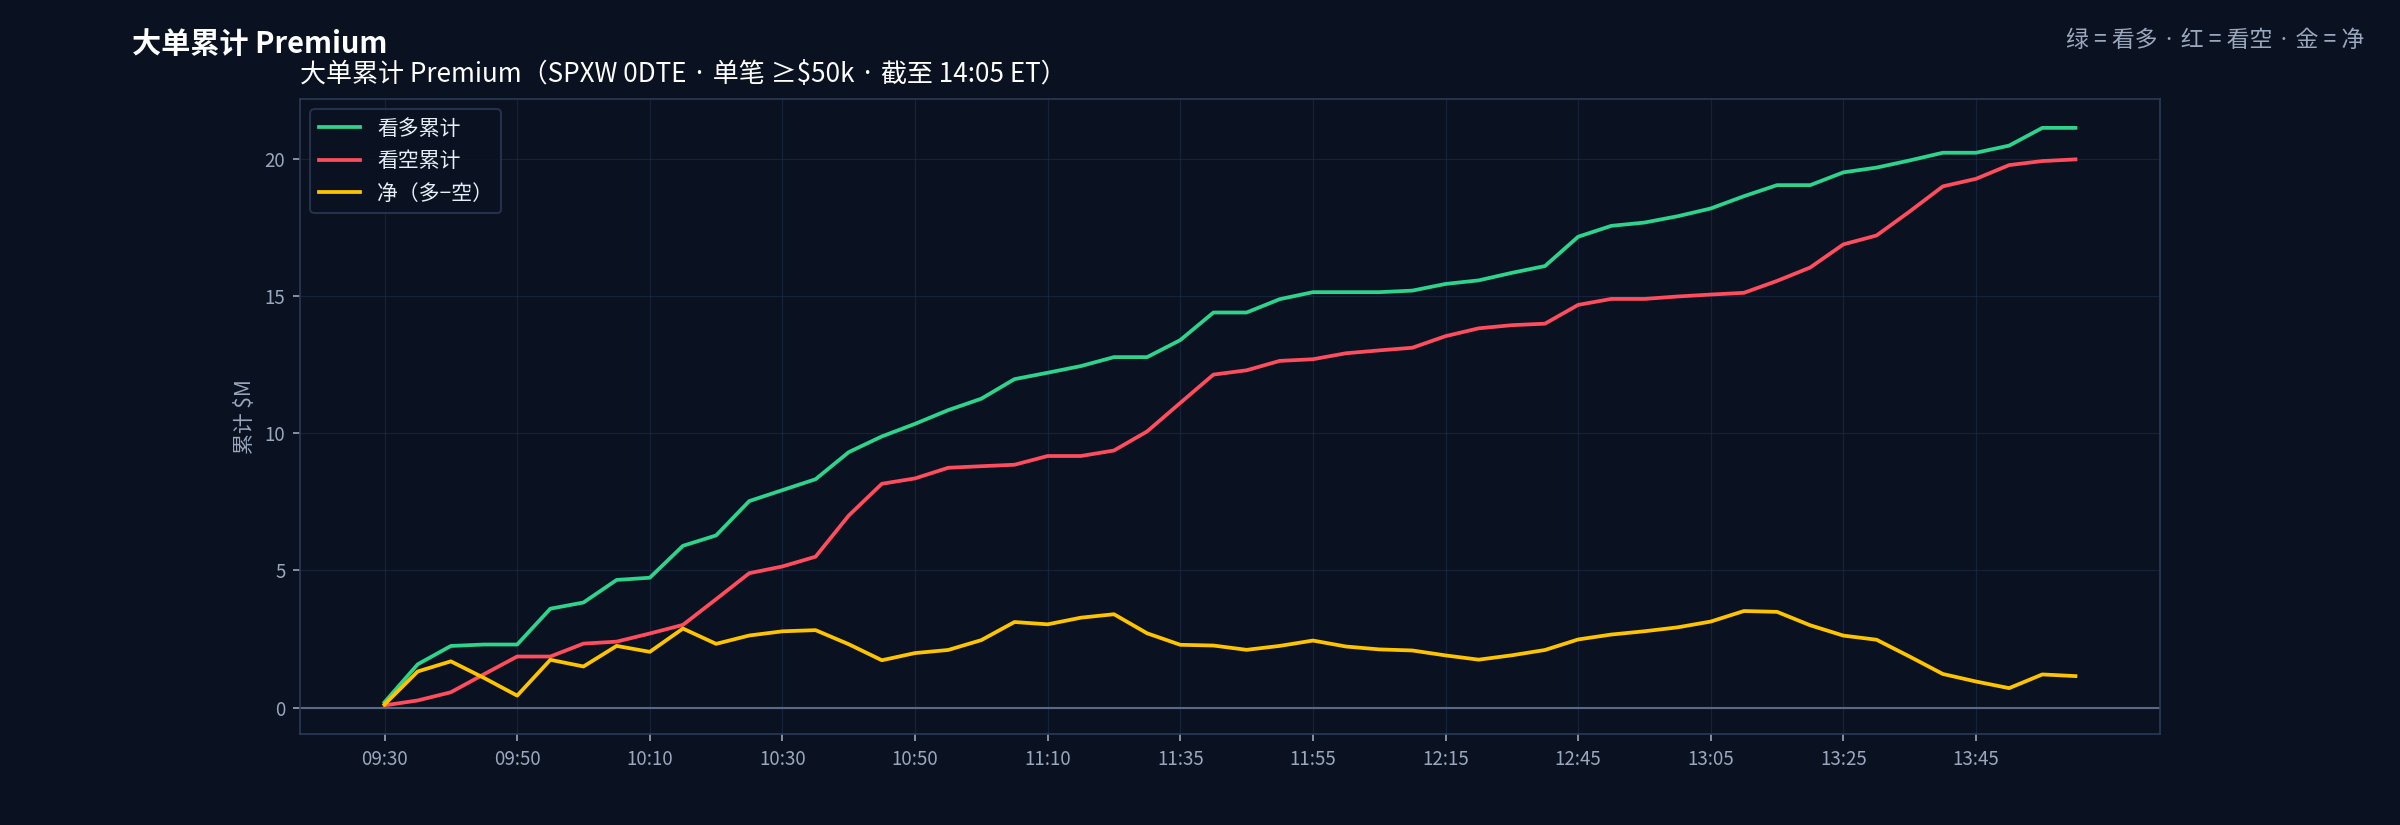 大单累计 Premium
绿 = 看多 · 红 = 看空 · 金 = 净
大单累计 Premium（SPXW 0DTE · 单笔 ≥$50k · 截至 14:05 ET）
看多累计
看空累计
净（多−空）
累计 $M
20
15
10
5
0
09:30 09:50 10:10 10:30 10:50 11:10 11:35 11:55 12:15 12:45 13:05 13:25 13:45